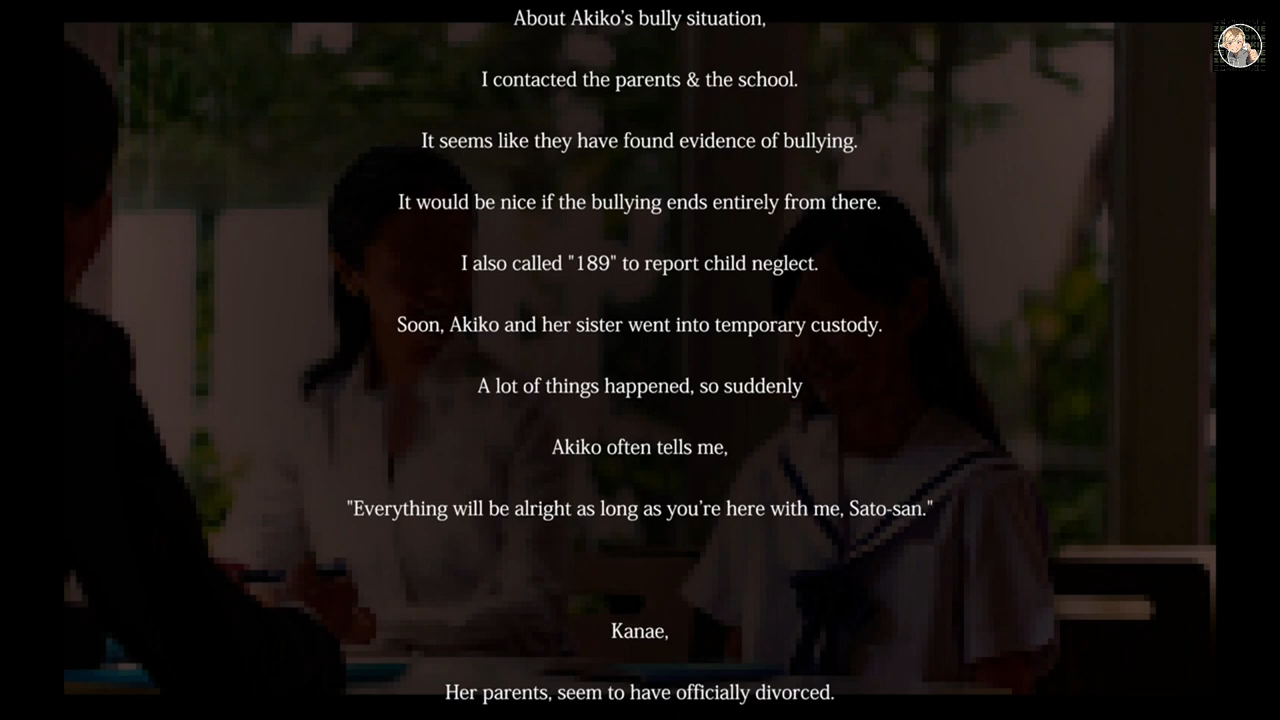 About Akiko's bully situation,
I contacted the parents & the school.
It seems like they have found evidence of bullying.
It would be nice if the bullying ends entirely from there.
I also called "189" to report child neglect.
Soon, Akiko and her sister went into temporary custody.
A lot of things happened, so suddenly
Akiko often tells me,
"Everything will be alright as long as you're here with me, Sato-san."
Kanae,
Her parents, seem to have officially divorced.